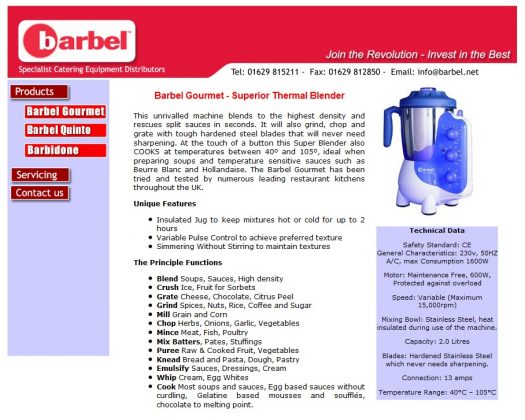 barbel™
Specialist Catering Equipment Distributors
Join the Revolution - Invest in the Best
Tel: 01629 815211 - Fax: 01629 812850 - Email: info@barbel.net
Products
Barbel Gourmet
Barbel Quinto
Barbidone
Servicing
Contact us
Barbel Gourmet - Superior Thermal Blender
This unrivalled machine blends to the highest density and
rescues split sauces in seconds. It will also grind, chop and
grate with tough hardened steel blades that will never need
sharpening. At the touch of a button this Super Blender also
COOKS at temperatures between 40º and 105º, ideal when
preparing soups and temperature sensitive sauces such as
Beurre Blanc and Hollandaise. The Barbel Gourmet has been
tried and tested by numerous leading restaurant kitchens
throughout the UK.
Unique Features
• Insulated Jug to keep mixtures hot or cold for up to 2
hours
• Variable Pulse Control to achieve preferred texture
• Simmering Without Stirring to maintain textures
The Principle Functions
• Blend Soups, Sauces, High density
• Crush Ice, Fruit for Sorbets
• Grate Cheese, Chocolate, Citrus Peel
• Grind Spices, Nuts, Rice, Coffee and Sugar
• Mill Grain and Corn
• Chop Herbs, Onions, Garlic, Vegetables
• Mince Meat, Fish, Poultry
• Mix Batters, Pates, Stuffings
• Puree Raw & Cooked Fruit, Vegetables
• Knead Bread and Pasta, Dough, Pastry
• Emulsify Sauces, Dressings, Cream
• Whip Cream, Egg Whites
• Cook Most soups and sauces, Egg based sauces without
curdling, Gelatine based mousses and soufflés,
chocolate to melting point.
Technical Data
Safety Standard: CE
General Characteristics: 230v, 50HZ
A/C, max Consumption 1600W
Motor: Maintenance Free, 600W,
Protected against overload
Speed: Variable (Maximum
15,000rpm)
Mixing Bowl: Stainless Steel, heat
insulated during use of the machine.
Capacity: 2.0 Litres
Blades: Hardened Stainless Steel
which never needs sharpening.
Connection: 13 amps
Temperature Range: 40°C – 105°C